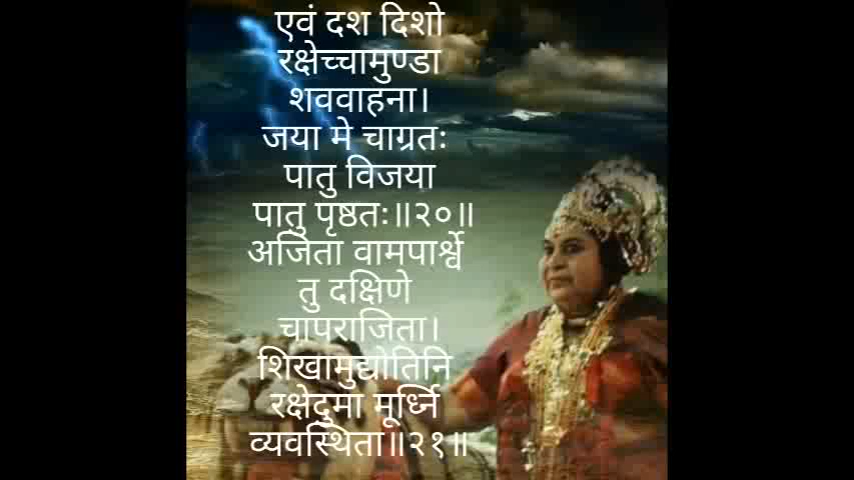 एवं दश दिशो
रक्षेच्चामुण्डा
शववाहना।
जया मे चाग्रतः
पातु विजया
पातु पृष्ठतः॥२०॥
अजिता वामपार्श्वे
तु दक्षिणे
चापराजिता।
शिखामुद्योतिनि
रक्षेदुमा मूर्ध्नि
व्यवस्थिता॥२१॥